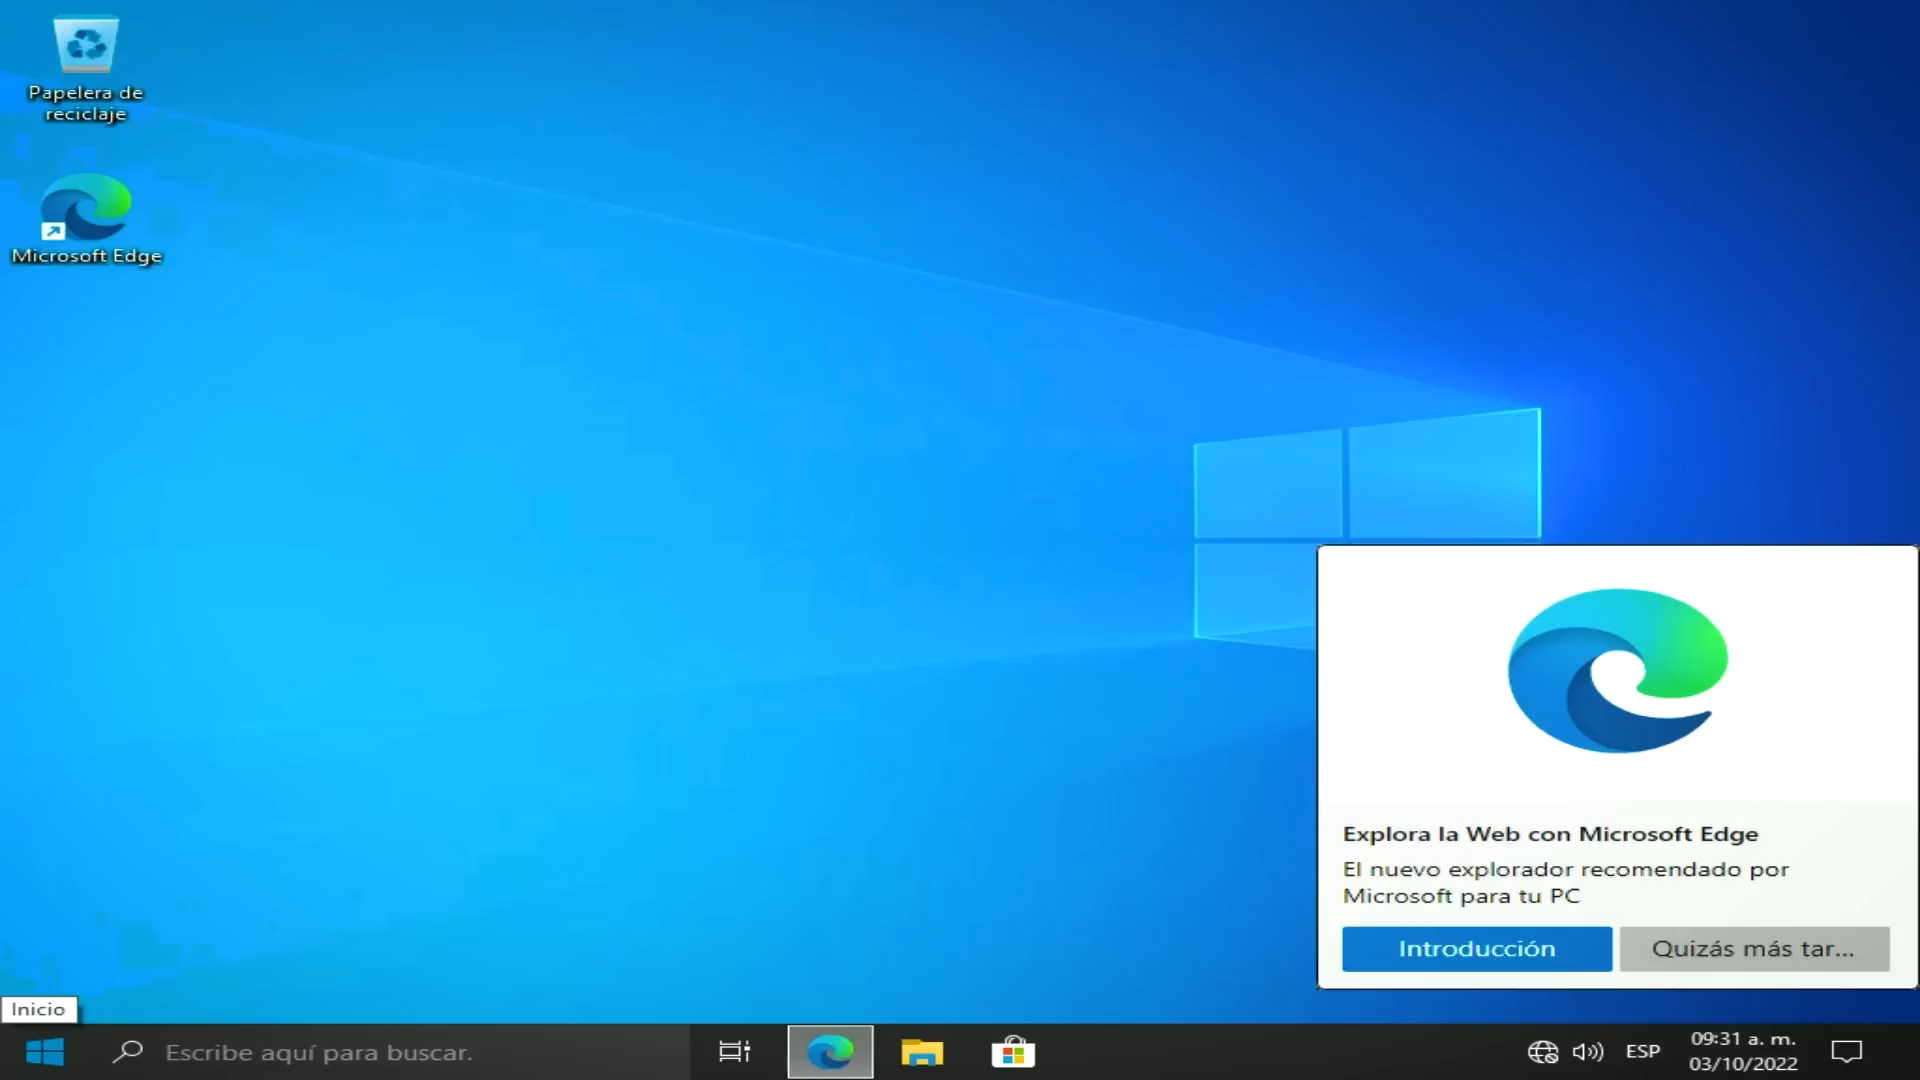 Papelera de
reciclaje
Microsoft Edge
Explora la Web con Microsoft Edge
El nuevo explorador recomendado por
Microsoft para tu PC
Introducción
Quizás más tar...
Inicio
Escribe aquí para buscar.
ESP
09:31 a. m.
03/10/2022